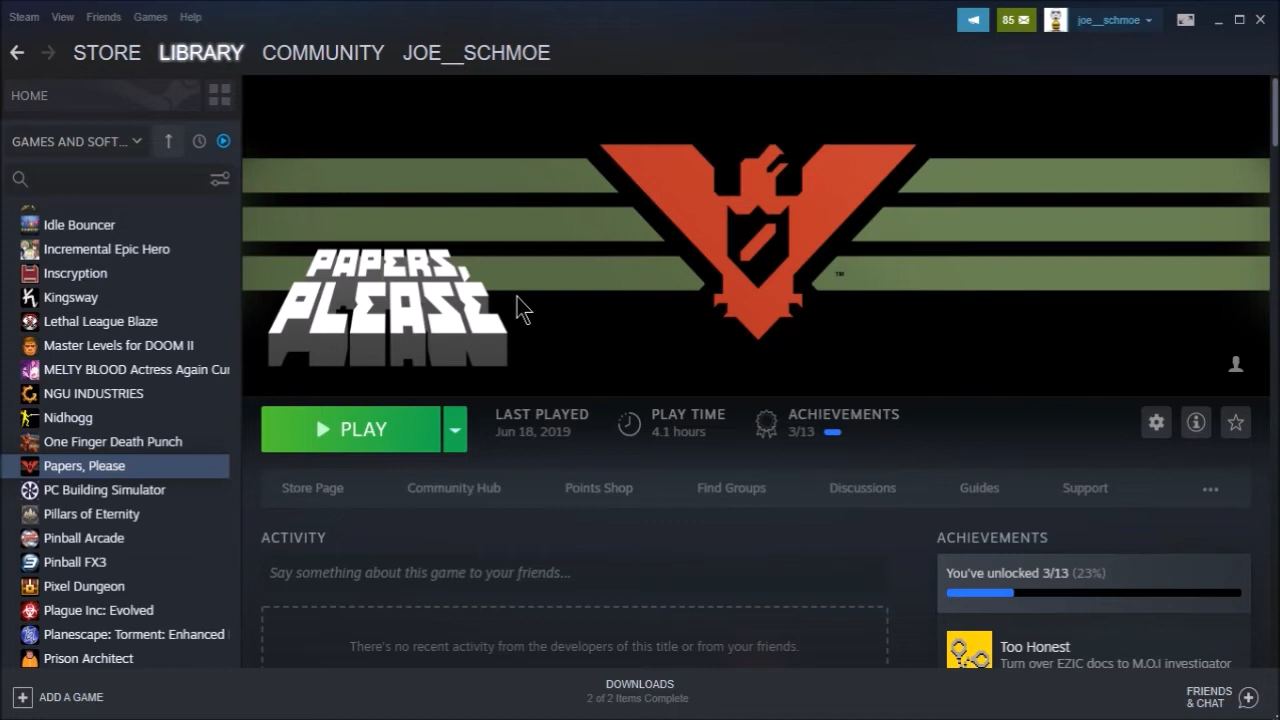 Steam View Friends Games Help
85
joe__schmoe
STORE LIBRARY COMMUNITY JOE__SCHMOE
HOME
GAMES AND SOFT...
Idle Bouncer
Incremental Epic Hero
Inscryption
Kingsway
Lethal League Blaze
Master Levels for DOOM II
MELTY BLOOD Actress Again Cur
NGU INDUSTRIES
Nidhogg
One Finger Death Punch
Papers, Please
PC Building Simulator
Pillars of Eternity
Pinball Arcade
Pinball FX3
Pixel Dungeon
Plague Inc: Evolved
Planescape: Torment: Enhanced
Prison Architect
PAPERS,
PLEASE
TM
PLAY
LAST PLAYED
Jun 18, 2019
PLAY TIME
4.1 hours
ACHIEVEMENTS
3/13
Store Page Community Hub Points Shop Find Groups Discussions Guides Support
ACTIVITY
Say something about this game to your friends...
There's no recent activity from the developers of this title or from your friends.
ACHIEVEMENTS
You've unlocked 3/13 (23%)
Too Honest
Turn over EZIC docs to M.O.I investigator
ADD A GAME
DOWNLOADS
2 of 2 Items Complete
FRIENDS
& CHAT